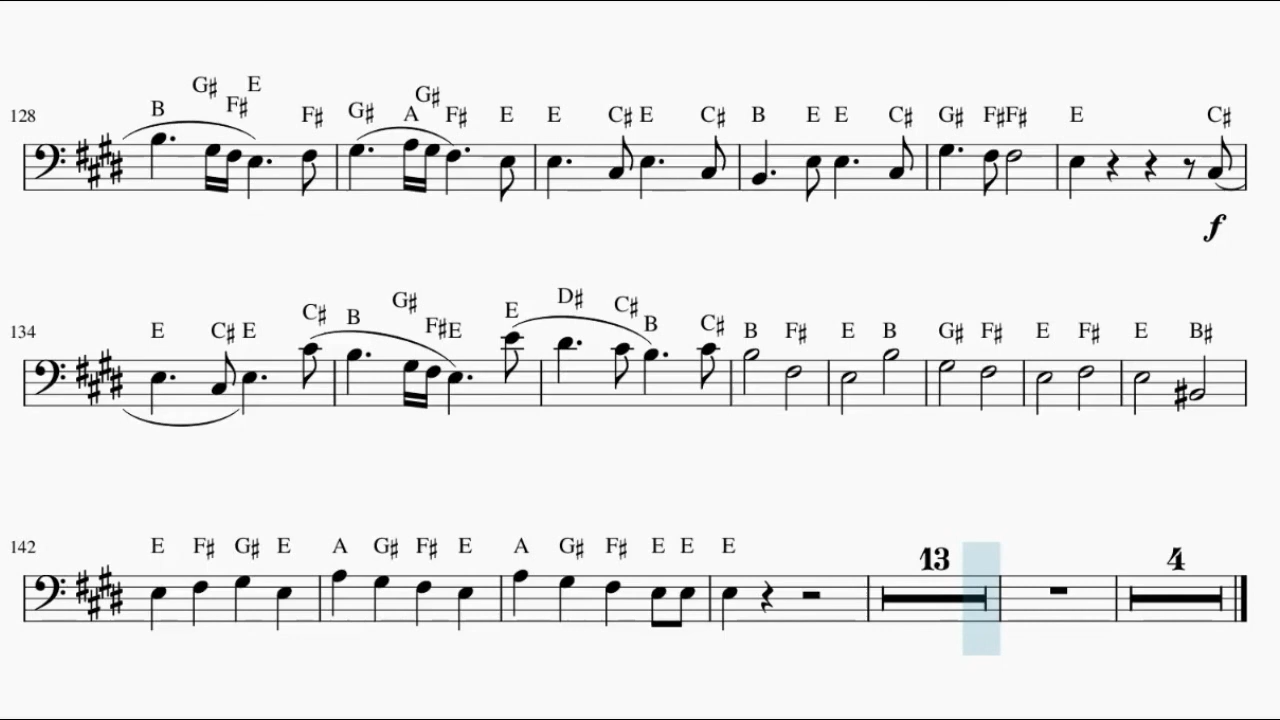 128 B G♯ F♯ E F♯ G♯ A G♯ F♯ E E C♯ E C♯ B E E C♯ G♯ F♯ F♯ E C♯
f
134 E C♯ E C♯ B G♯ F♯ E E D♯ C♯ B C♯ B F♯ E B G♯ F♯ E F♯ E B♯
142 E F♯ G♯ E A G♯ F♯ E A G♯ F♯ E E E
13 4